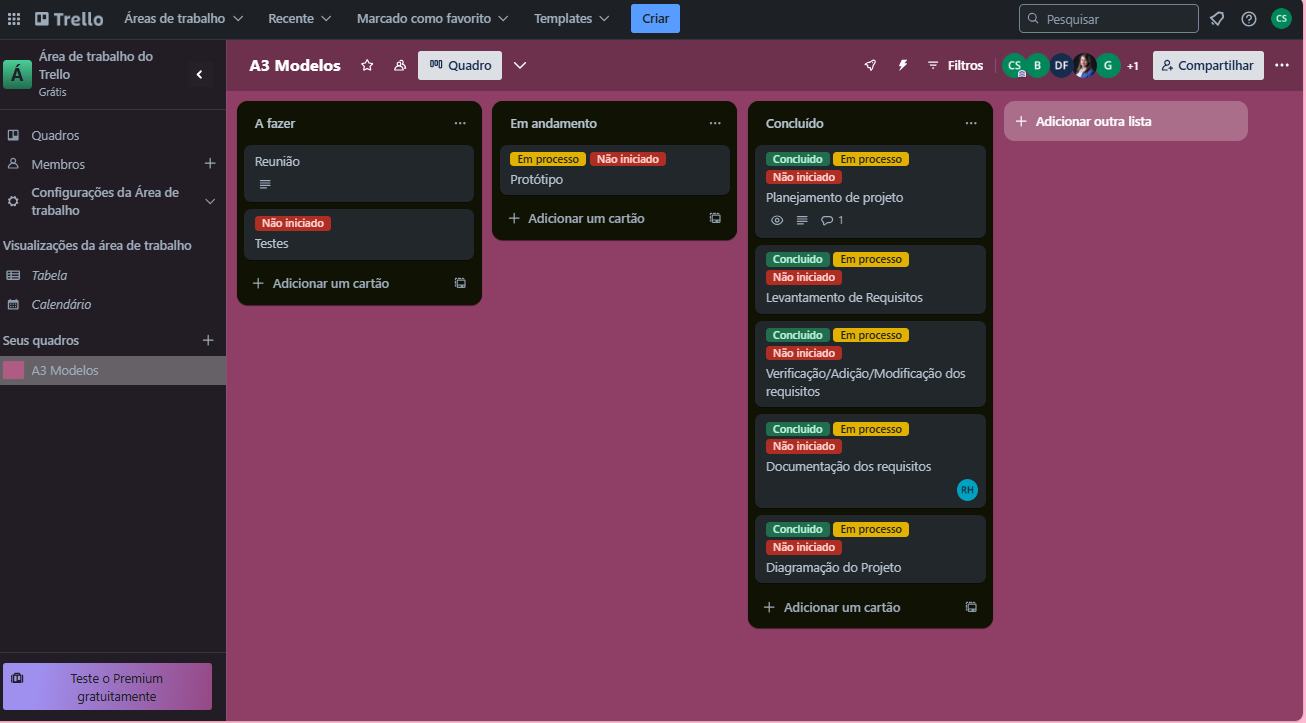 Trello
Áreas de trabalho
Recente
Marcado como favorito
Templates
Criar
Pesquisar
CS
Á
Área de trabalho do
Trello
Grátis
A3 Modelos
Quadro
Filtros
CS
B
DF
G
+1
Compartilhar
Quadros
Membros
Configurações da Área de
trabalho
Visualizações da área de trabalho
Tabela
Calendário
Seus quadros
A3 Modelos
Teste o Premium
gratuitamente
A fazer
Reunião
Não iniciado
Testes
Adicionar um cartão
Em andamento
Em processo Não iniciado
Protótipo
Adicionar um cartão
Concluído
Concluido Em processo
Não iniciado
Planejamento de projeto
1
Concluido Em processo
Não iniciado
Levantamento de Requisitos
Concluido Em processo
Não iniciado
Verificação/Adição/Modificação dos
requisitos
Concluido Em processo
Não iniciado
Documentação dos requisitos
RH
Concluido Em processo
Não iniciado
Diagramação do Projeto
Adicionar um cartão
Adicionar outra lista